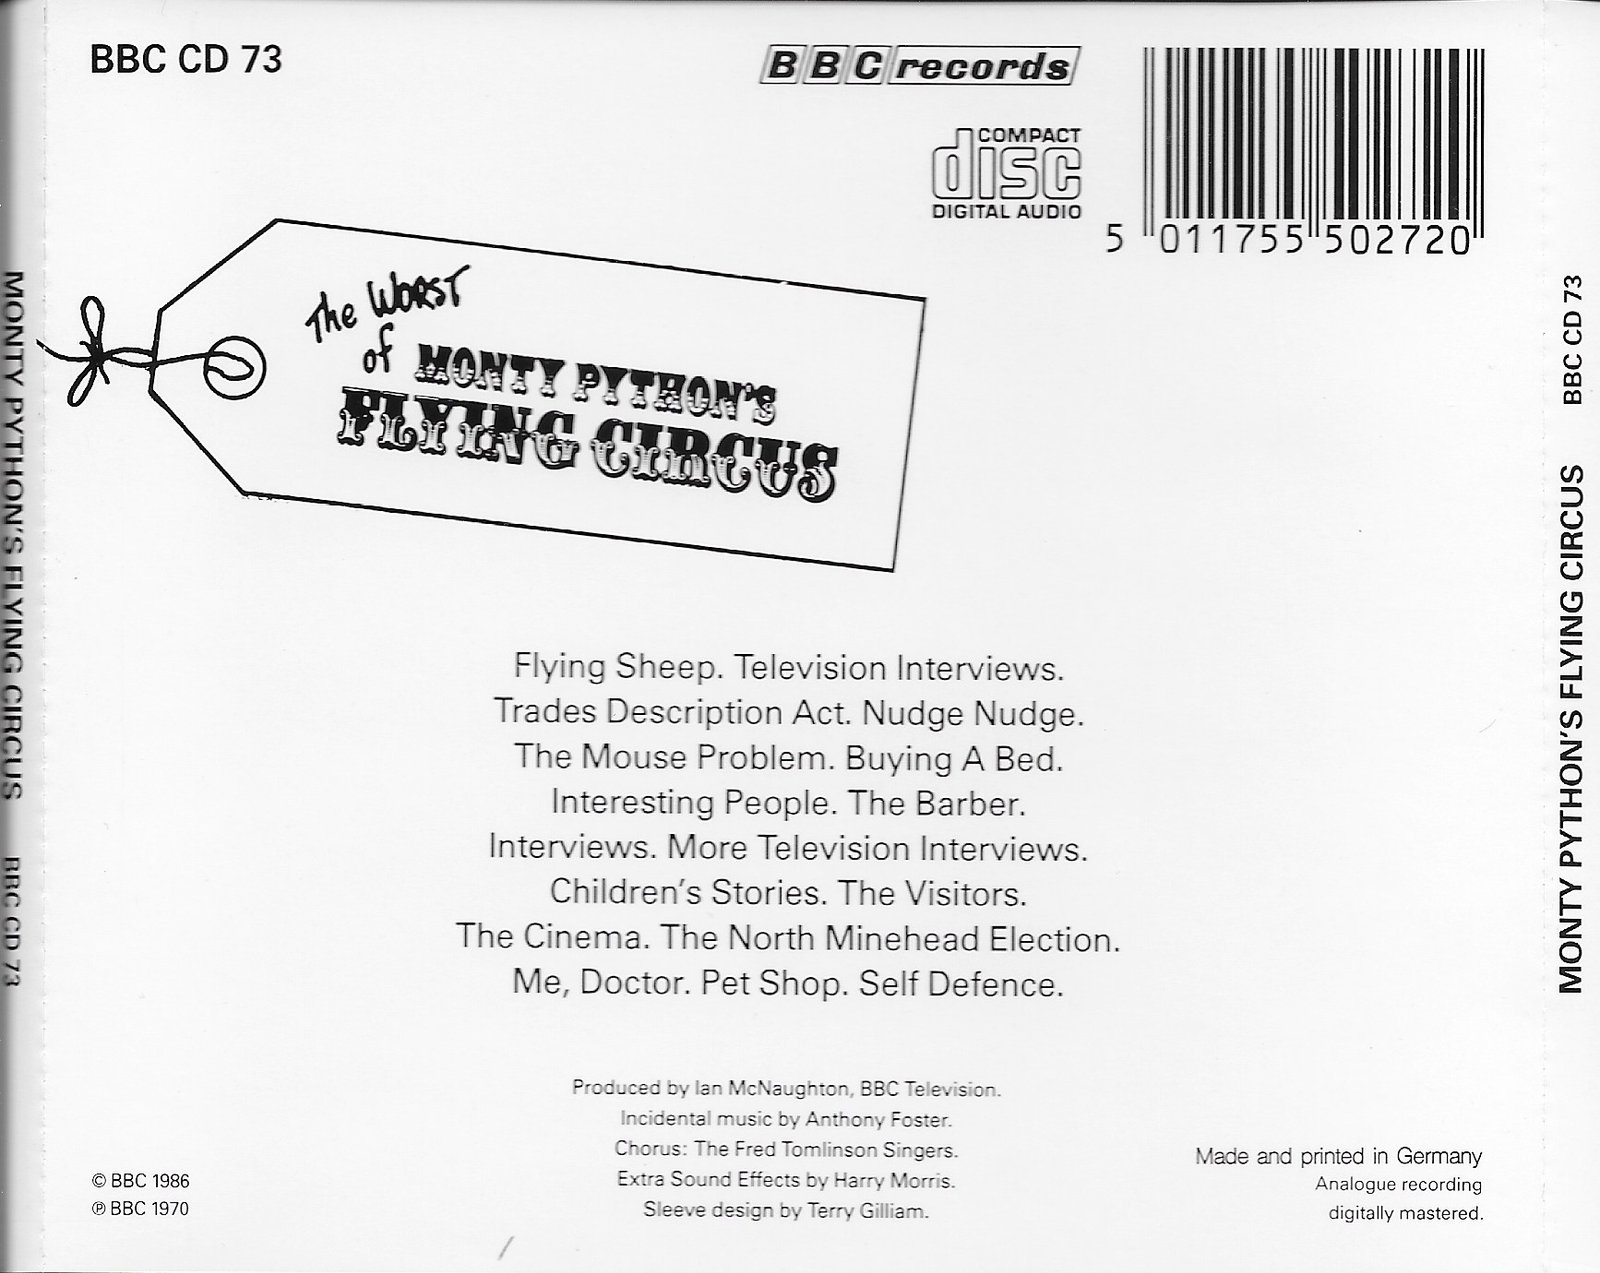 BBC CD 73
BBC records
COMPACT
disc
DIGITAL AUDIO
5 011755 502720
The WORST
of MONTY PYTHON'S
FLYING CIRCUS
Flying Sheep. Television Interviews.
Trades Description Act. Nudge Nudge.
The Mouse Problem. Buying A Bed.
Interesting People. The Barber.
Interviews. More Television Interviews.
Children's Stories. The Visitors.
The Cinema. The North Minehead Election.
Me, Doctor. Pet Shop. Self Defence.
Produced by Ian McNaughton, BBC Television.
Incidental music by Anthony Foster.
Chorus: The Fred Tomlinson Singers.
Extra Sound Effects by Harry Morris.
Sleeve design by Terry Gilliam.
© BBC 1986
℗ BBC 1970
Made and printed in Germany
Analogue recording
digitally mastered.
MONTY PYTHON'S FLYING CIRCUS BBC CD 73
MONTY PYTHON'S FLYING CIRCUS BBC CD 73